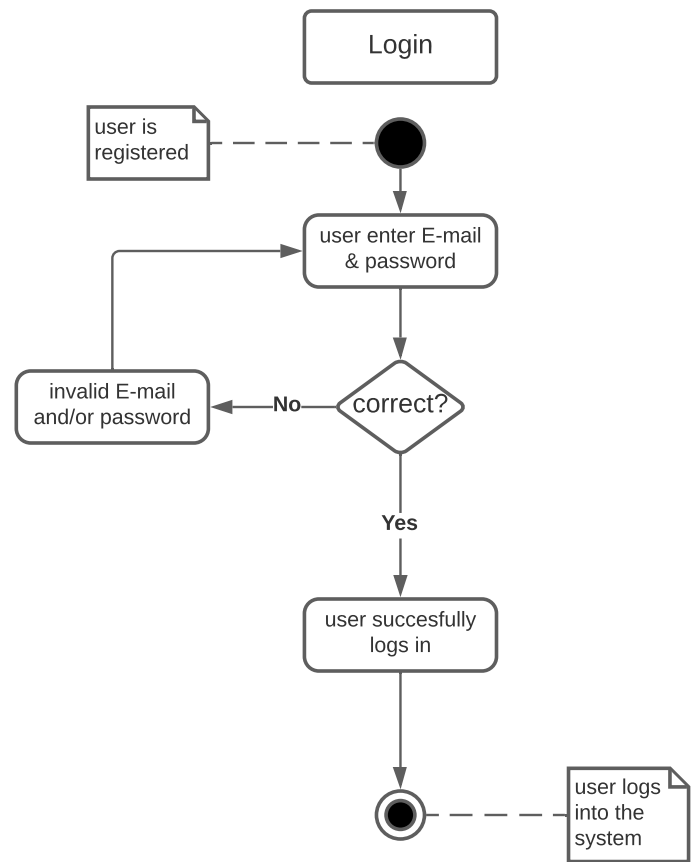 Login
user is
registered
user enter E-mail
& password
invalid E-mail
and/or password
No
correct?
Yes
user succesfully
logs in
user logs
into the
system